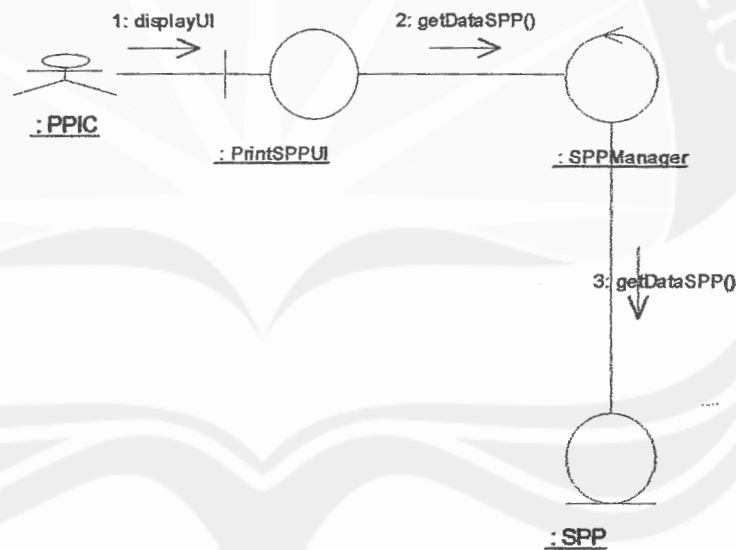 1: displayUI
2: getDataSPP()
: PPIC
: PrintSPPUI
: SPPManager
3: getDataSPP()
: SPP